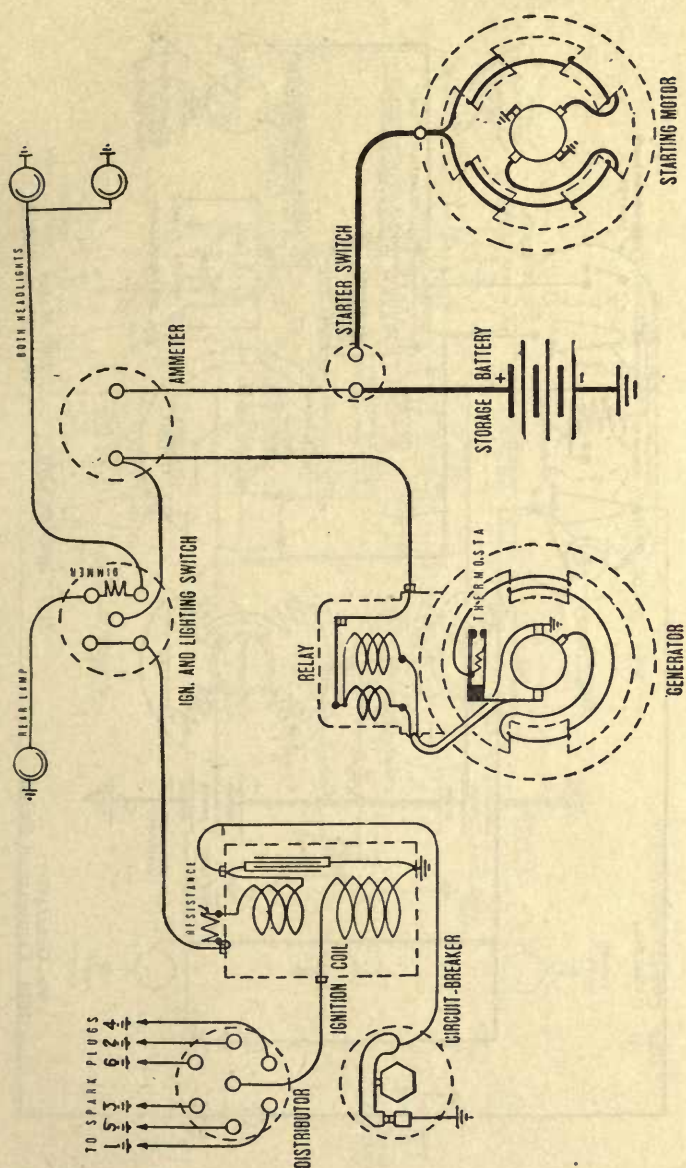 REAR LAMP
BOTH HEADLIGHTS
TO SPARK PLUGS
1 5 3 6 2 4
DIMMER
AMMETER
IGN. AND LIGHTING SWITCH
RESISTANCE
DISTRIBUTOR
RELAY
IGNITION COIL
STARTER SWITCH
CIRCUIT-BREAKER
THERMOSTA
STORAGE BATTERY
+
-
GENERATOR
STARTING MOTOR